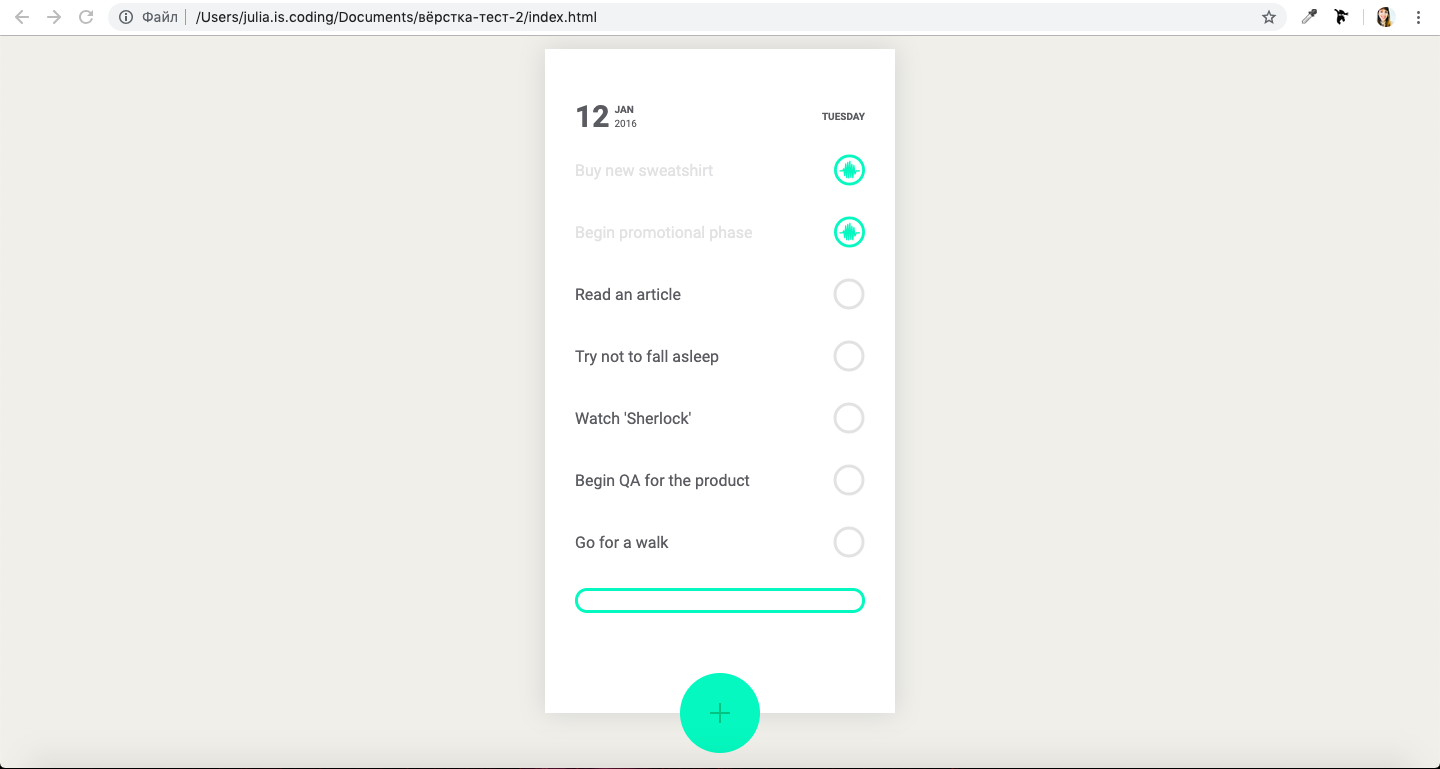 Файл /Users/julia.is.coding/Documents/вёрстка-тест-2/index.html
12 JAN 2016 TUESDAY
Buy new sweatshirt
Begin promotional phase
Read an article
Try not to fall asleep
Watch 'Sherlock'
Begin QA for the product
Go for a walk